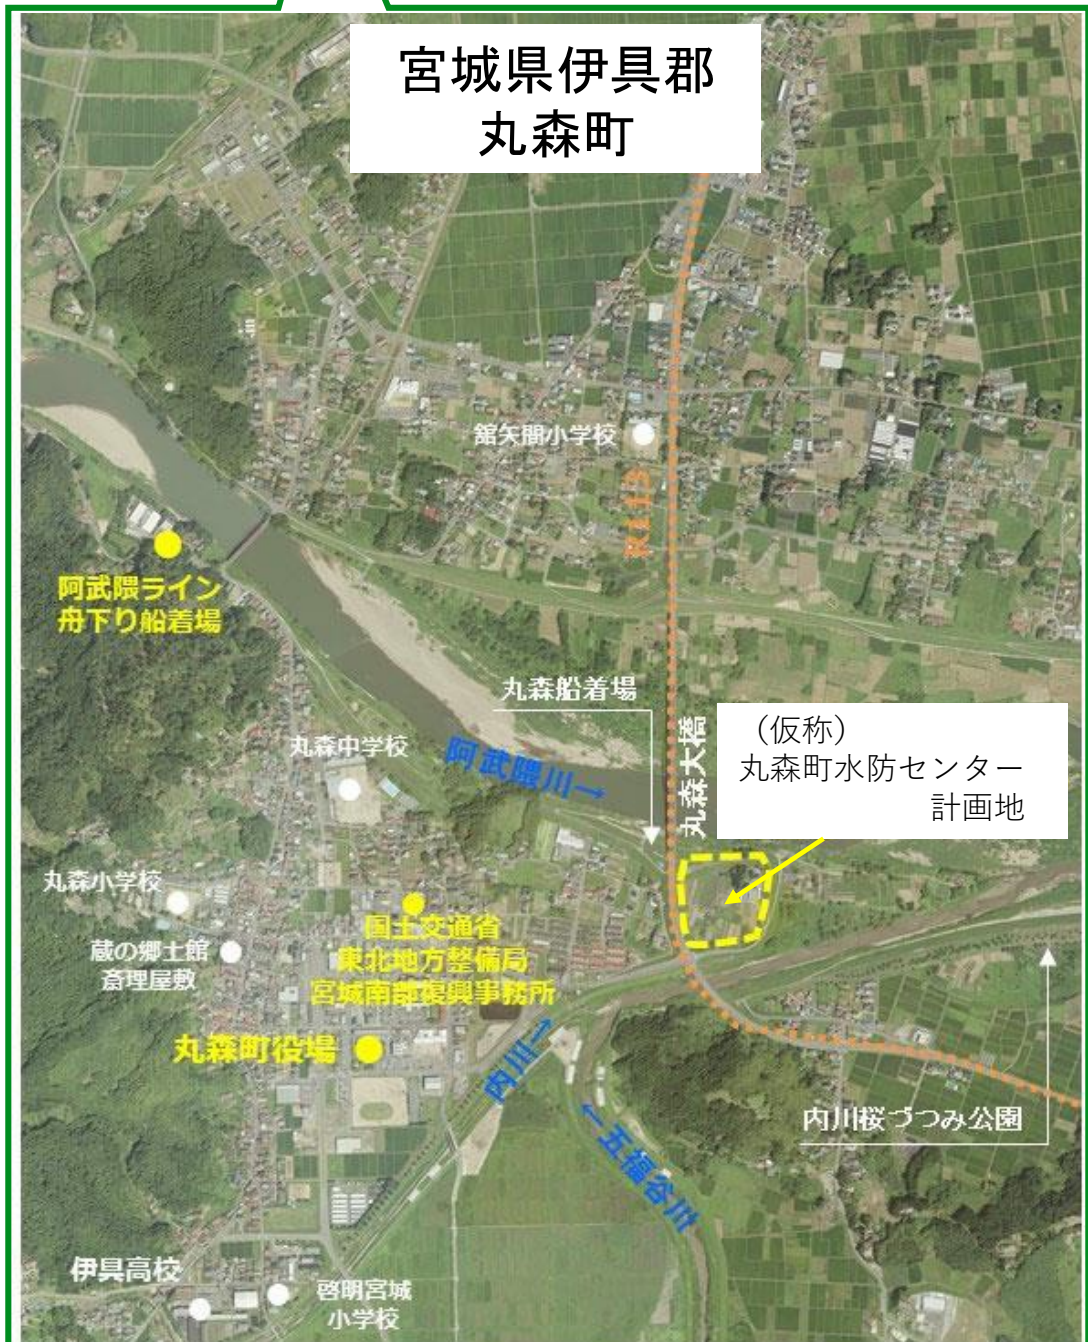 宮城県伊具郡
丸森町
舘矢間小学校
R113
阿武隈ライン
舟下り船着場
丸森船着場
丸森大橋
（仮称）
丸森町水防センター
計画地
丸森中学校
阿武隈川→
丸森小学校
国土交通省
東北地方整備局
宮城南部復興事務所
蔵の郷土館
斎理屋敷
丸森町役場
内川→
←五福谷川
内川桜づつみ公園
伊具高校
啓明宮城
小学校